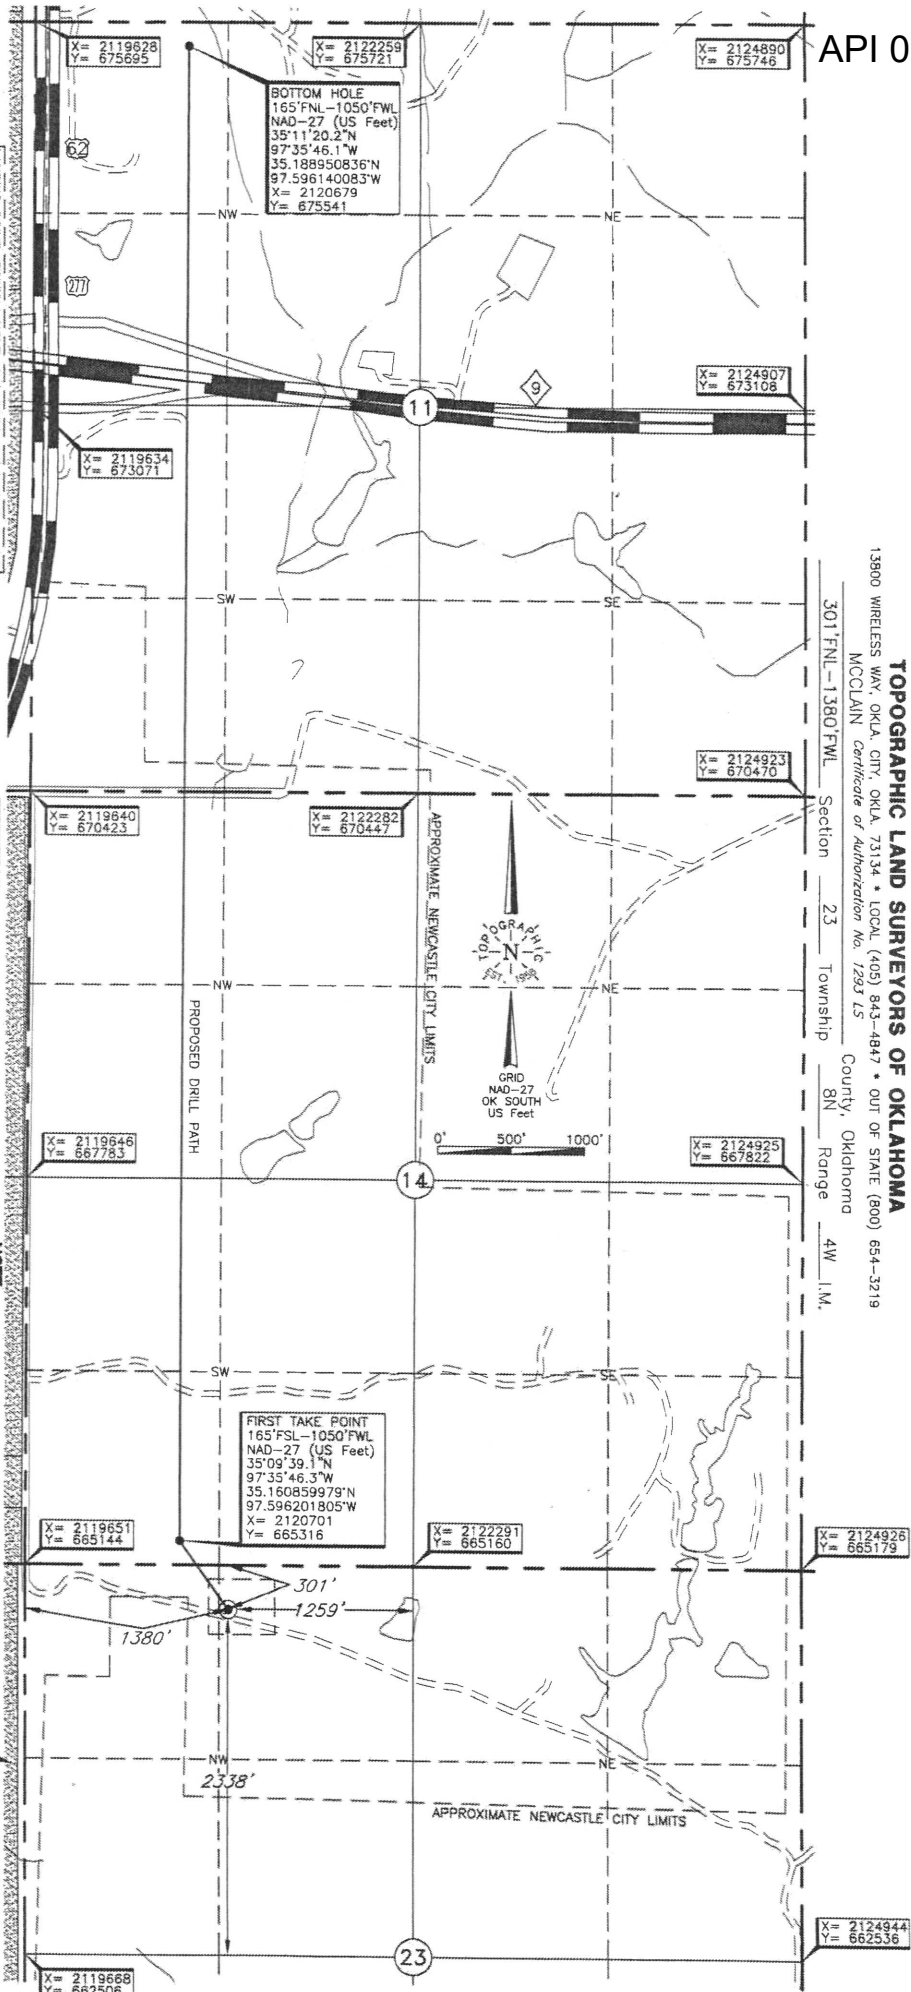 API 0
X= 2119628
Y= 675695
X= 2122259
Y= 675721
X= 2124890
Y= 675746
BOTTOM HOLE
165'FNL-1050'FWL
NAD-27 (US Feet)
35°11'20.2"N
97°35'46.1"W
35.188950836°N
97.596140083°W
X= 2120679
Y= 675541
62
NW
NE
277
X= 2124907
Y= 673108
9
11
X= 2119634
Y= 673071
SW
SE
X= 2124923
Y= 670470
X= 2119640
Y= 670423
X= 2122282
Y= 670447
APPROXIMATE NEWCASTLE CITY LIMITS
TOPOGRAPHIC
N
EST. 1958
NW
NE
PROPOSED DRILL PATH
GRID
NAD-27
OK SOUTH
US Feet
0' 500' 1000'
X= 2119646
Y= 667783
X= 2124925
Y= 667822
14
TOPOGRAPHIC LAND SURVEYORS OF OKLAHOMA
13800 WIRELESS WAY, OKLA. CITY, OKLA. 73134 * LOCAL (405) 843-4847 * OUT OF STATE (800) 654-3219
Certificate of Authorization No. 1293 LS
MCCLAIN County, Oklahoma
301'FNL-1380'FWL Section 23 Township 8N Range 4W I.M.
SW
SE
FIRST TAKE POINT
165'FSL-1050'FWL
NAD-27 (US Feet)
35°09'39.1"N
97°35'46.3"W
35.160859979°N
97.596201805°W
X= 2120701
Y= 665316
X= 2119651
Y= 665144
X= 2122291
Y= 665160
X= 2124926
Y= 665179
301'
1259'
1380'
NW
NE
2338'
APPROXIMATE NEWCASTLE CITY LIMITS
X= 2124944
Y= 662536
23
X= 2119668
Y= 662506